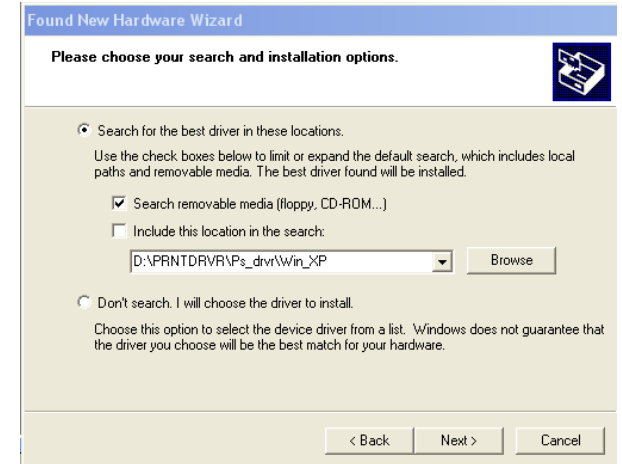 Found New Hardware Wizard
Please choose your search and installation options.
Search for the best driver in these locations.
Use the check boxes below to limit or expand the default search, which includes local
paths and removable media. The best driver found will be installed.
Search removable media (floppy, CD-ROM...)
Include this location in the search:
D:\PRNTDRVR\Ps_drvr\Win_XP
Browse
Don't search. I will choose the driver to install.
Choose this option to select the device driver from a list.  Windows does not guarantee that
the driver you choose will be the best match for your hardware.
< Back
Next >
Cancel